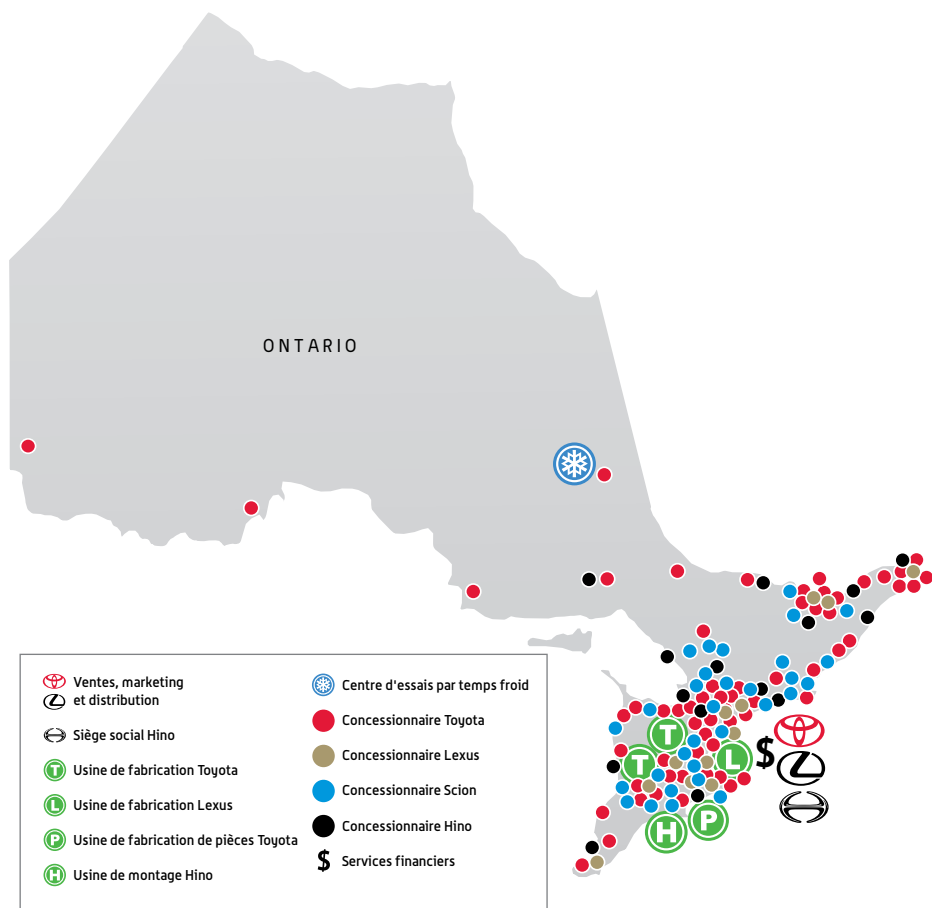 ONTARIO
T
T
L
$
H
P
Ventes, marketing
et distribution
Siège social Hino
T Usine de fabrication Toyota
L Usine de fabrication Lexus
P Usine de fabrication de pièces Toyota
H Usine de montage Hino
Centre d'essais par temps froid
Concessionnaire Toyota
Concessionnaire Lexus
Concessionnaire Scion
Concessionnaire Hino
$ Services financiers